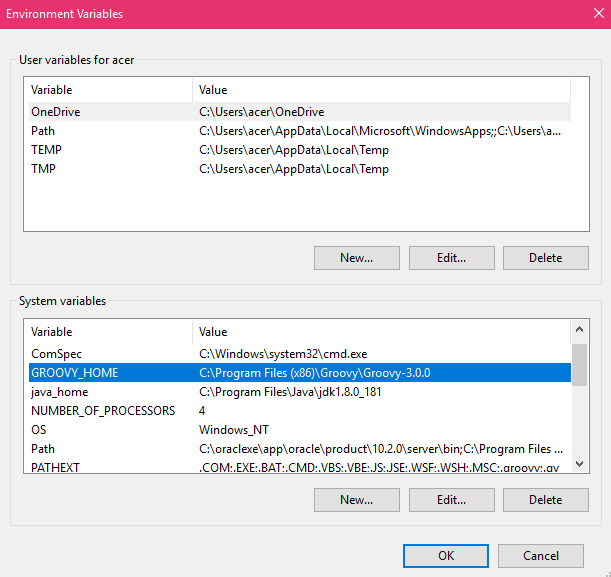 Environment Variables
User variables for acer
Variable Value
OneDrive C:\Users\acer\OneDrive
Path C:\Users\acer\AppData\Local\Microsoft\WindowsApps;;C:\Users\a...
TEMP C:\Users\acer\AppData\Local\Temp
TMP C:\Users\acer\AppData\Local\Temp
New... Edit... Delete
System variables
Variable Value
ComSpec C:\Windows\system32\cmd.exe
GROOVY_HOME C:\Program Files (x86)\Groovy\Groovy-3.0.0
java_home C:\Program Files\Java\jdk1.8.0_181
NUMBER_OF_PROCESSORS 4
OS Windows_NT
Path C:\oraclexe\app\oracle\product\10.2.0\server\bin;C:\Program Files ...
PATHEXT .COM;.EXE;.BAT;.CMD;.VBS;.VBE;.JS;.JSE;.WSF;.WSH;.MSC;.groovy;.gy
New... Edit... Delete
OK Cancel